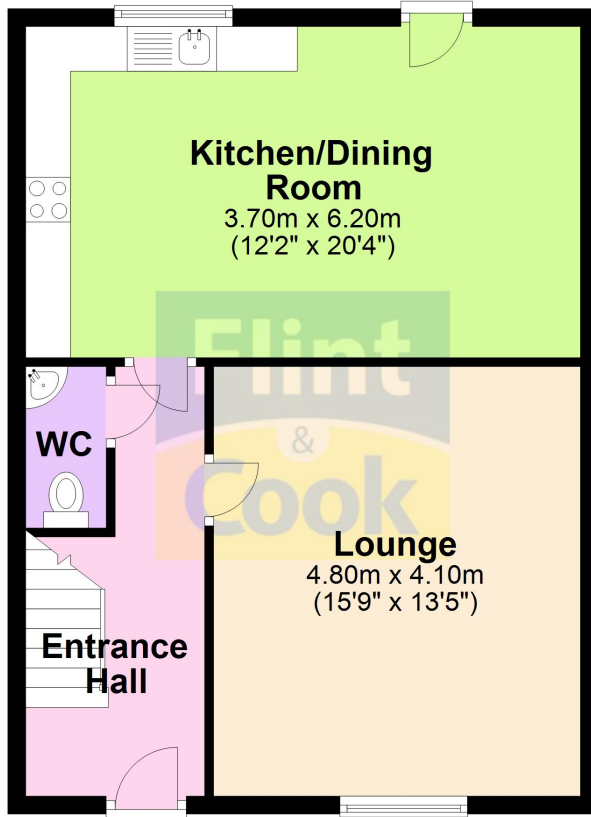 Kitchen/Dining
Room
3.70m x 6.20m
(12'2" x 20'4")
Flint
&
Cook
WC
Lounge
4.80m x 4.10m
(15'9" x 13'5")
Entrance
Hall